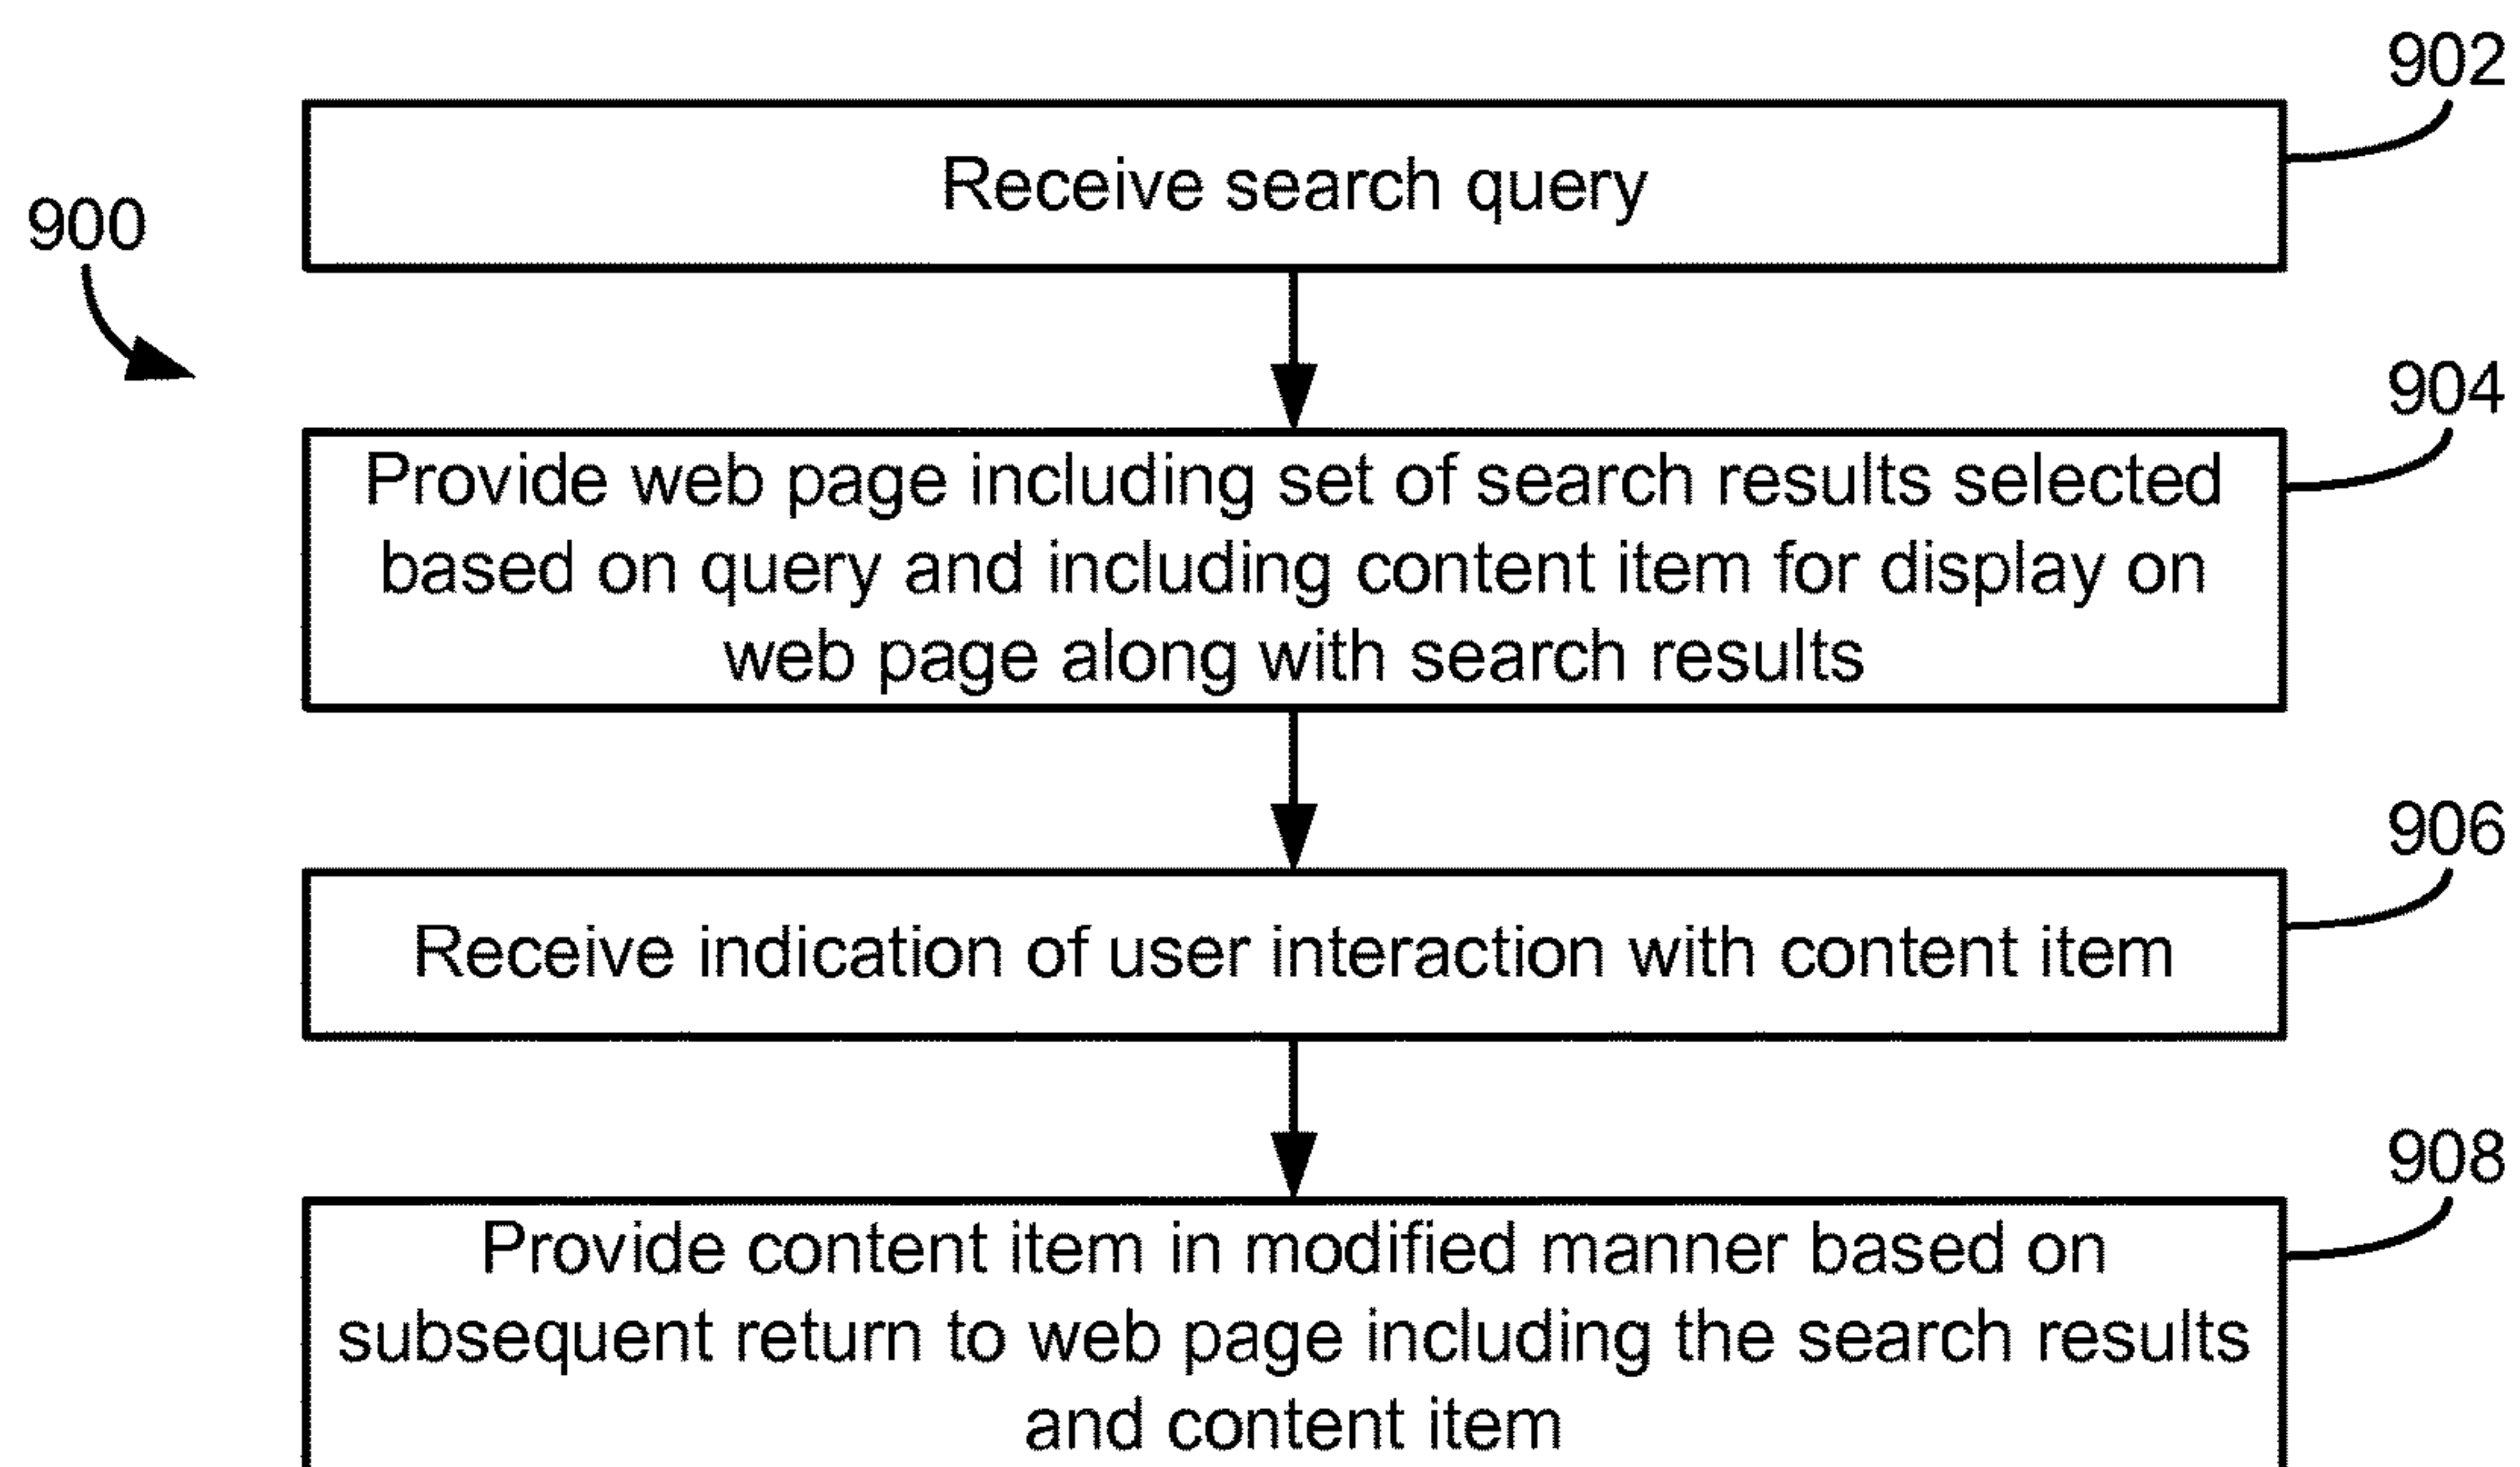 902
Receive search query
900
904
Provide web page including set of search results selected
based on query and including content item for display on
web page along with search results
906
Receive indication of user interaction with content item
908
Provide content item in modified manner based on
subsequent return to web page including the search results
and content item